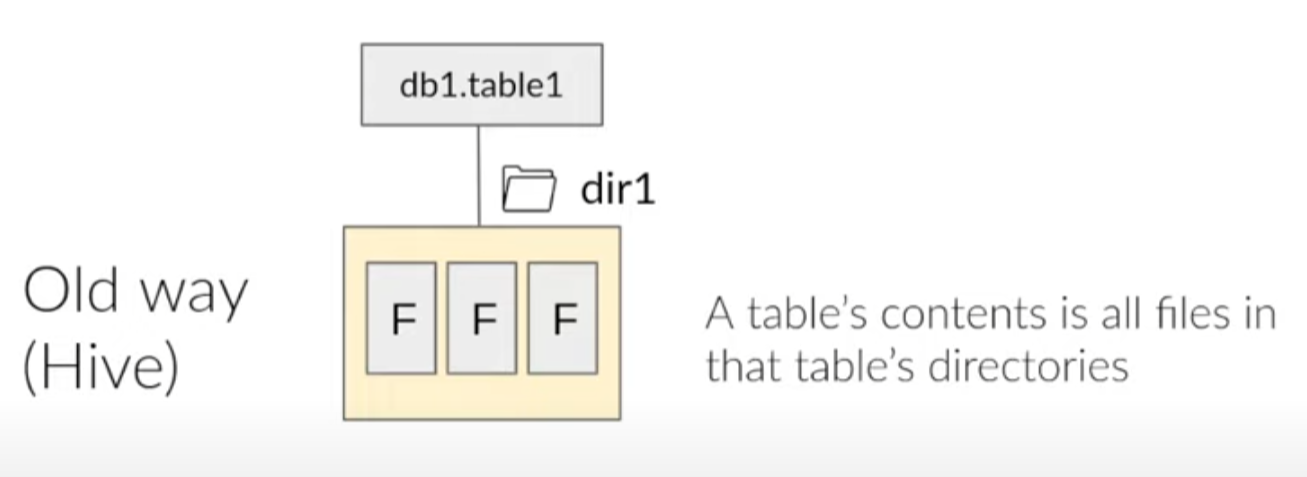 db1.table1
dir1
Old way
(Hive)
F F F
A table’s contents is all files in
that table’s directories